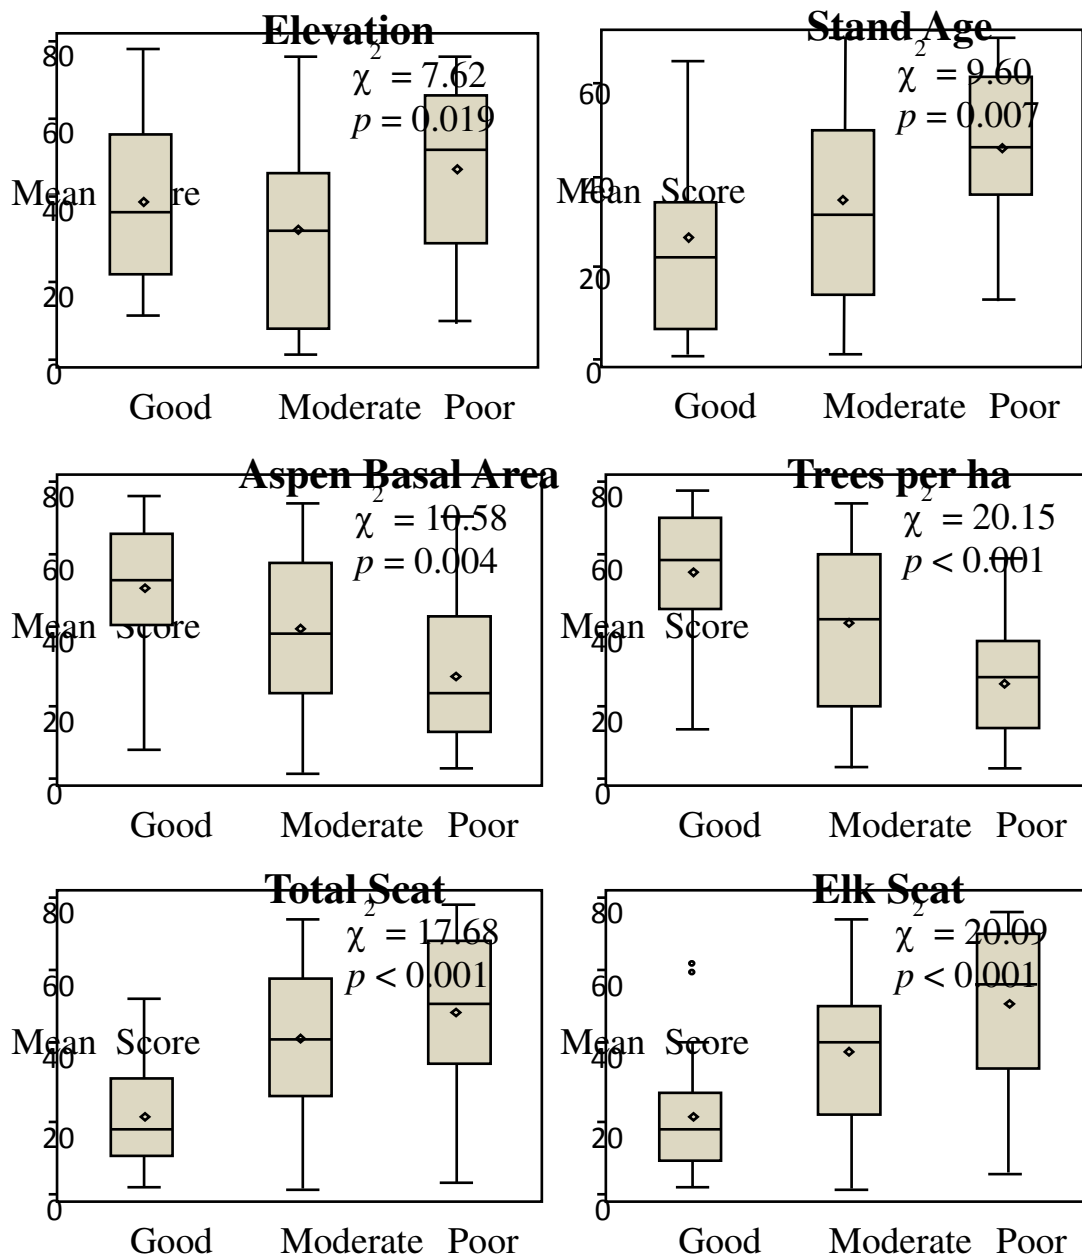 Elevation
χ2 = 7.62
p = 0.019
80
60
Mean Score
40
20
0
Good Moderate Poor
Stand Age
χ2 = 9.60
p = 0.007
60
Mean Score
40
20
0
Good Moderate Poor
Aspen Basal Area
χ2 = 10.58
p = 0.004
80
60
Mean Score
40
20
0
Good Moderate Poor
Trees per ha
χ2 = 20.15
p < 0.001
80
60
Mean Score
40
20
0
Good Moderate Poor
Total Scat
χ2 = 17.68
p < 0.001
80
60
Mean Score
40
20
0
Good Moderate Poor
Elk Scat
χ2 = 20.09
p < 0.001
80
60
Mean Score
40
20
0
Good Moderate Poor